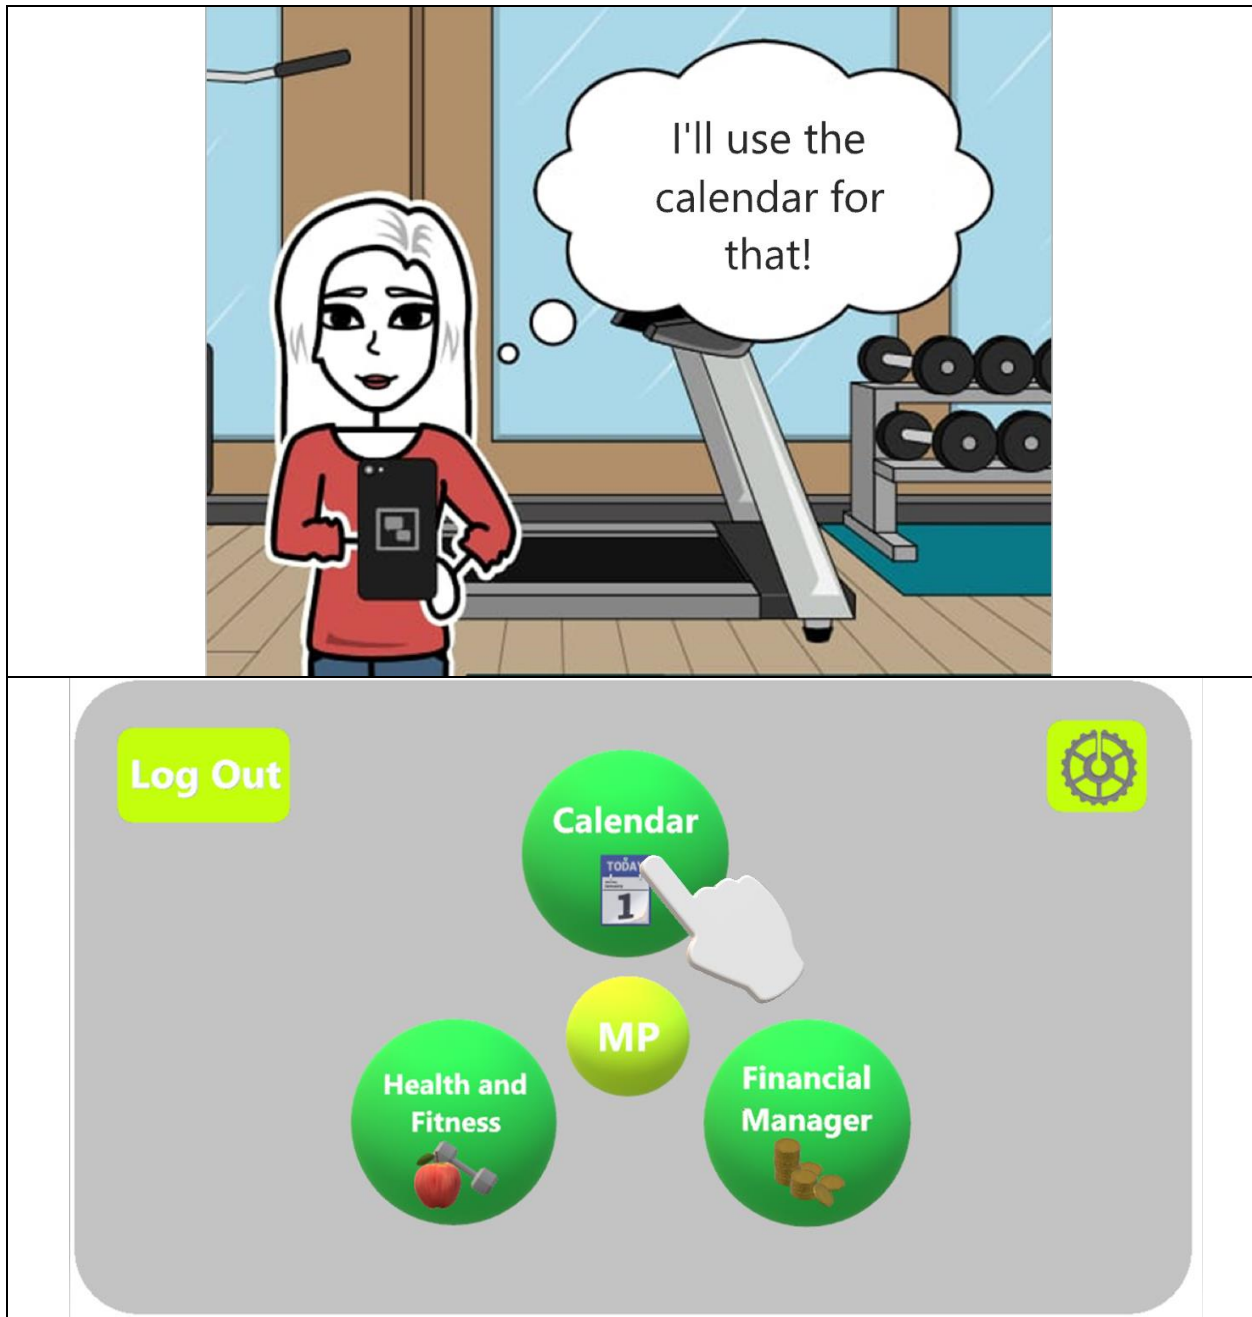 I'll use the
calendar for
that!
Log Out
Calendar
TODAY
1
MP
Health and
Fitness
Financial
Manager